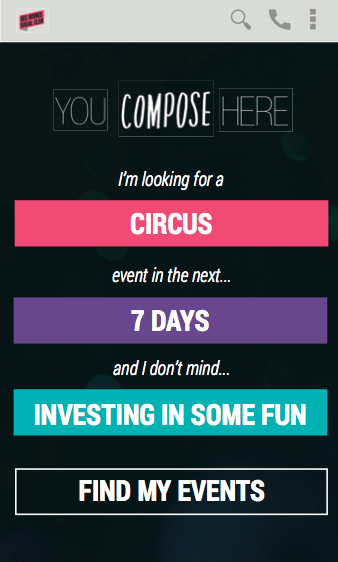 YOU COMPOSE HERE
I'm looking for a
CIRCUS
event in the next...
7 DAYS
and I don't mind...
INVESTING IN SOME FUN
FIND MY EVENTS